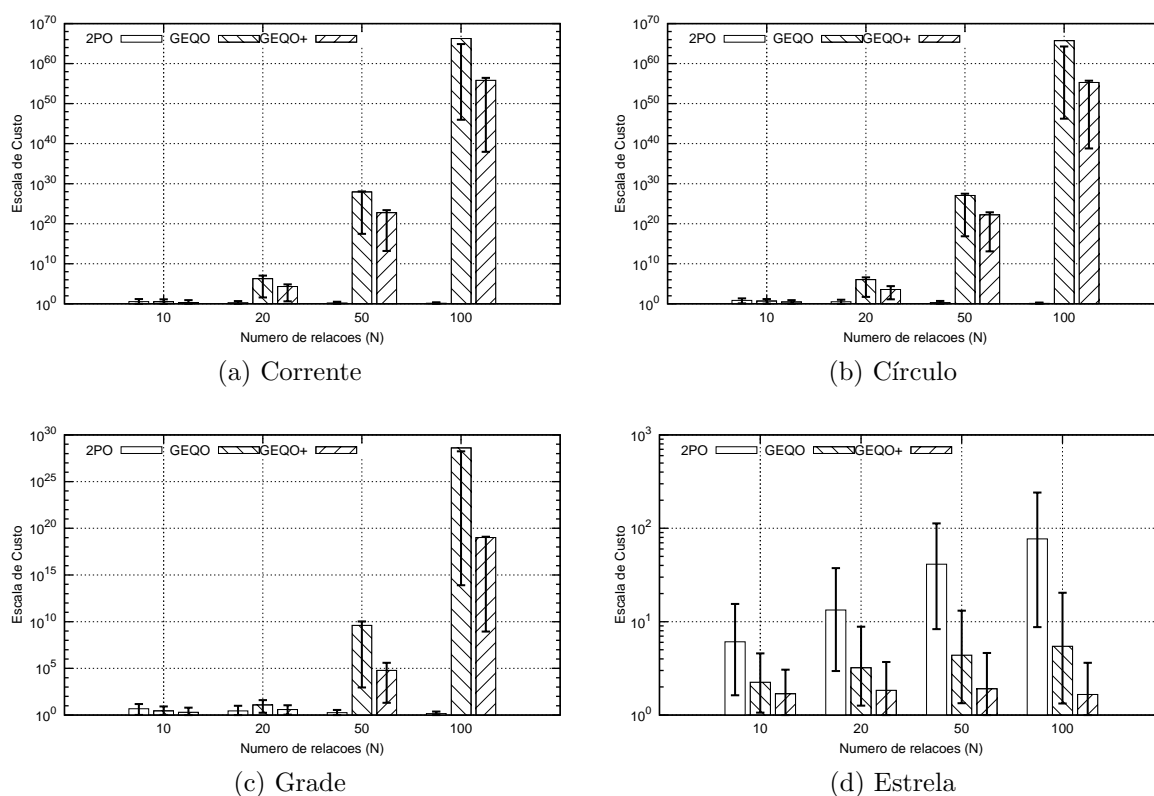 2PO GEQO GEQO+
Escala de Custo
10^70
10^60
10^50
10^40
10^30
10^20
10^10
10^0
10 20 50 100
Numero de relacoes (N)
(a) Corrente
2PO GEQO GEQO+
Escala de Custo
10^70
10^60
10^50
10^40
10^30
10^20
10^10
10^0
10 20 50 100
Numero de relacoes (N)
(b) Círculo
2PO GEQO GEQO+
Escala de Custo
10^30
10^25
10^20
10^15
10^10
10^5
10^0
10 20 50 100
Numero de relacoes (N)
(c) Grade
2PO GEQO GEQO+
Escala de Custo
10^3
10^2
10^1
10^0
10 20 50 100
Numero de relacoes (N)
(d) Estrela